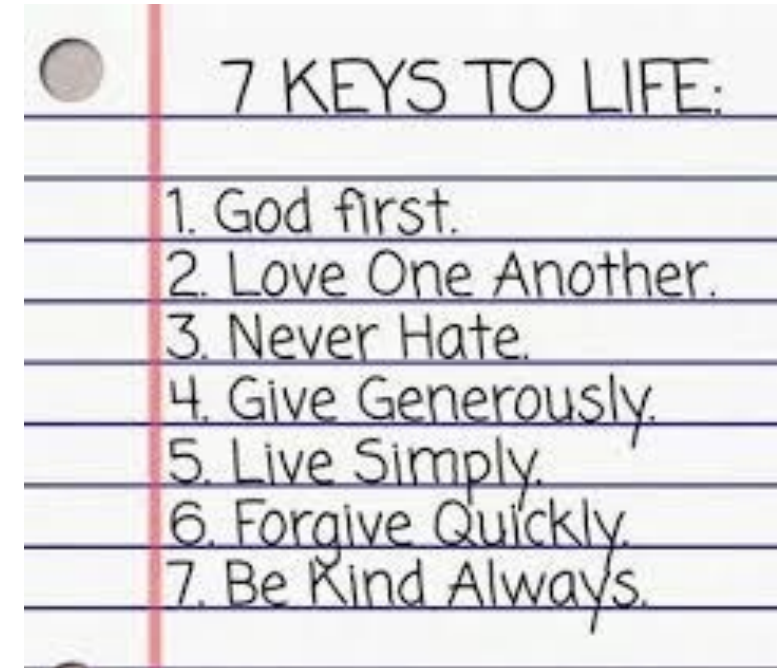 7 KEYS TO LIFE:
1. God first.
2. Love One Another.
3. Never Hate.
4. Give Generously.
5. Live Simply.
6. Forgive Quickly.
7. Be Kind Always.